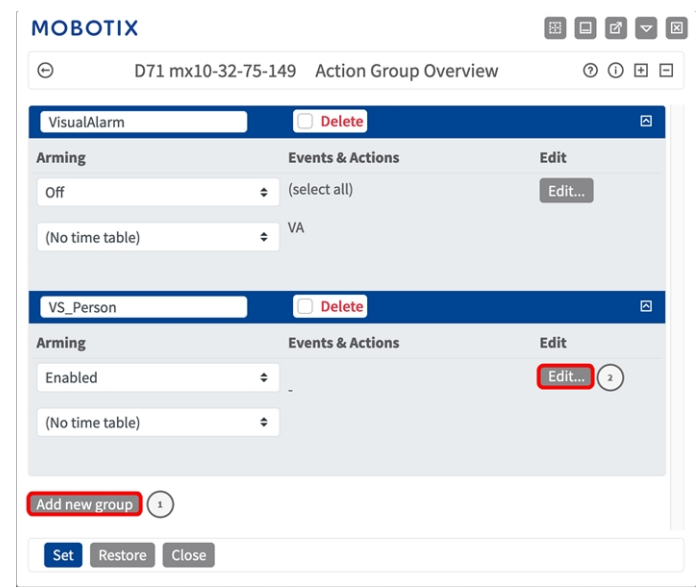 MOBOTIX
D71 mx10-32-75-149 Action Group Overview
VisualAlarm Delete
Arming Events & Actions Edit
Off (select all) Edit...
(No time table) VA
VS_Person Delete
Arming Events & Actions Edit
Enabled - Edit... 2
(No time table)
Add new group 1
Set Restore Close